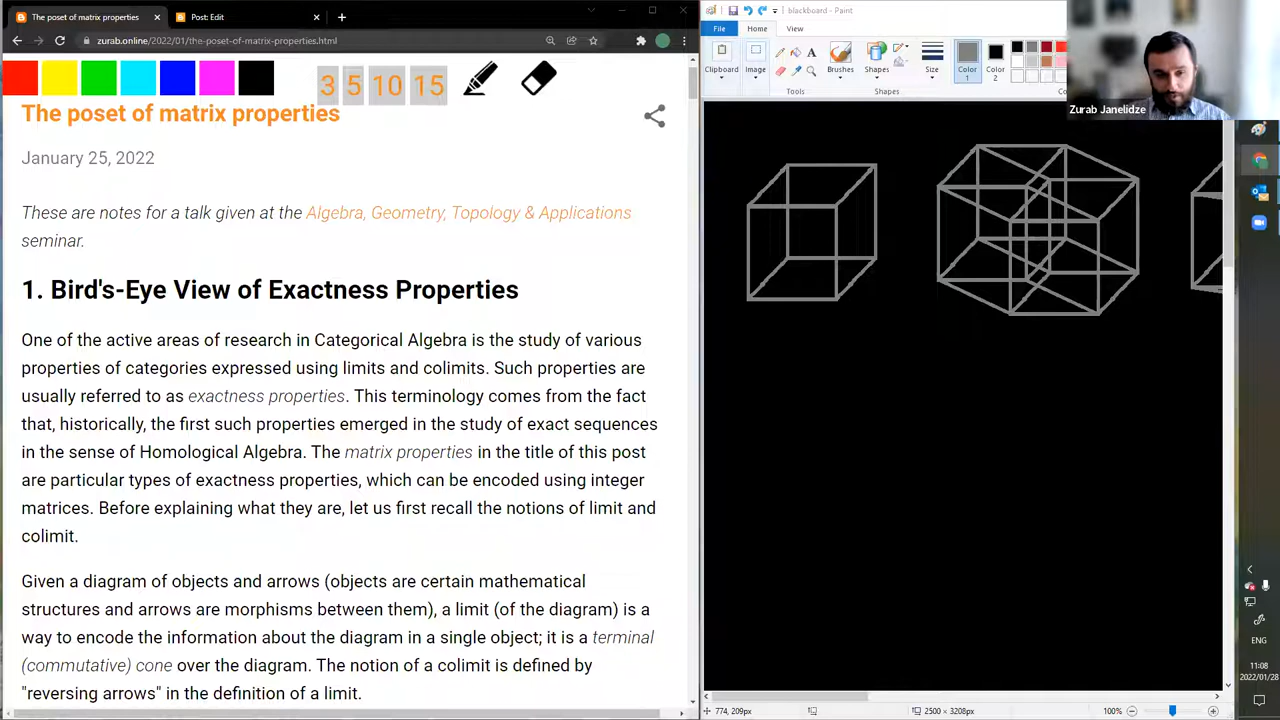 The poset of matrix properties
Post: Edit
zurab.online/2022/01/the-poset-of-matrix-properties.html
3 5 10 15
The poset of matrix properties
January 25, 2022
These are notes for a talk given at the Algebra, Geometry, Topology & Applications
seminar.
1. Bird's-Eye View of Exactness Properties
One of the active areas of research in Categorical Algebra is the study of various
properties of categories expressed using limits and colimits. Such properties are
usually referred to as exactness properties. This terminology comes from the fact
that, historically, the first such properties emerged in the study of exact sequences
in the sense of Homological Algebra. The matrix properties in the title of this post
are particular types of exactness properties, which can be encoded using integer
matrices. Before explaining what they are, let us first recall the notions of limit and
colimit.
Given a diagram of objects and arrows (objects are certain mathematical
structures and arrows are morphisms between them), a limit (of the diagram) is a
way to encode the information about the diagram in a single object; it is a terminal
(commutative) cone over the diagram. The notion of a colimit is defined by
"reversing arrows" in the definition of a limit.
blackboard - Paint
File Home View
Clipboard
Image
Tools
Brushes
Shapes
Shapes
Size
Color
1
Color
2
Zurab Janelidze
774, 209px
2500 × 3208px
100%
ENG
11:08
2022/01/28